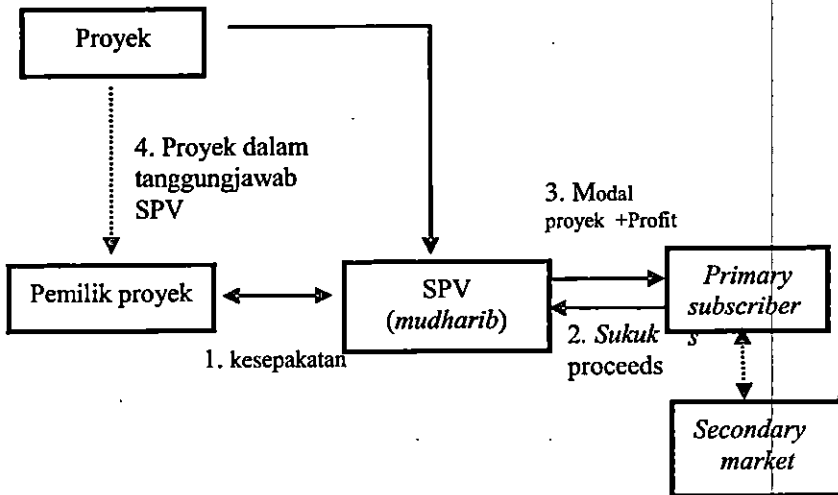 Proyek
4. Proyek dalam
tanggungjawab
SPV
3. Modal
proyek +Profit
Pemilik proyek
SPV
(mudharib)
Primary
subscriber
s
1. kesepakatan
2. Sukuk
proceeds
Secondary
market